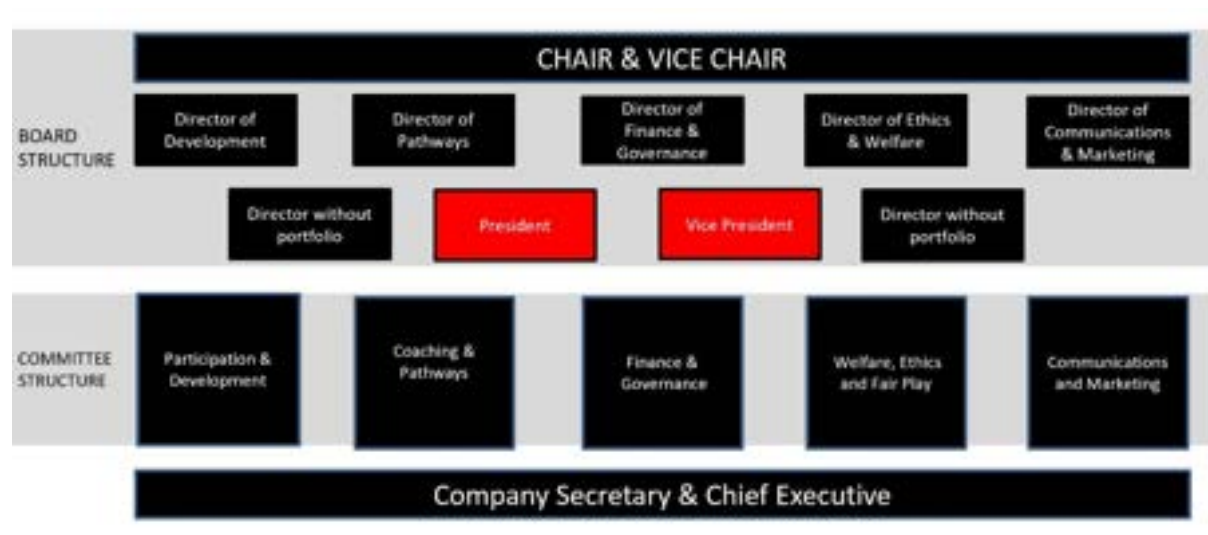 CHAIR & VICE CHAIR
BOARD
STRUCTURE
Director of
Development
Director of
Pathways
Director of
Finance &
Governance
Director of Ethics
& Welfare
Director of
Communications
& Marketing
Director without
portfolio
President
Vice President
Director without
portfolio
COMMITTEE
STRUCTURE
Participation &
Development
Coaching &
Pathways
Finance &
Governance
Welfare, Ethics
and Fair Play
Communications
and Marketing
Company Secretary & Chief Executive